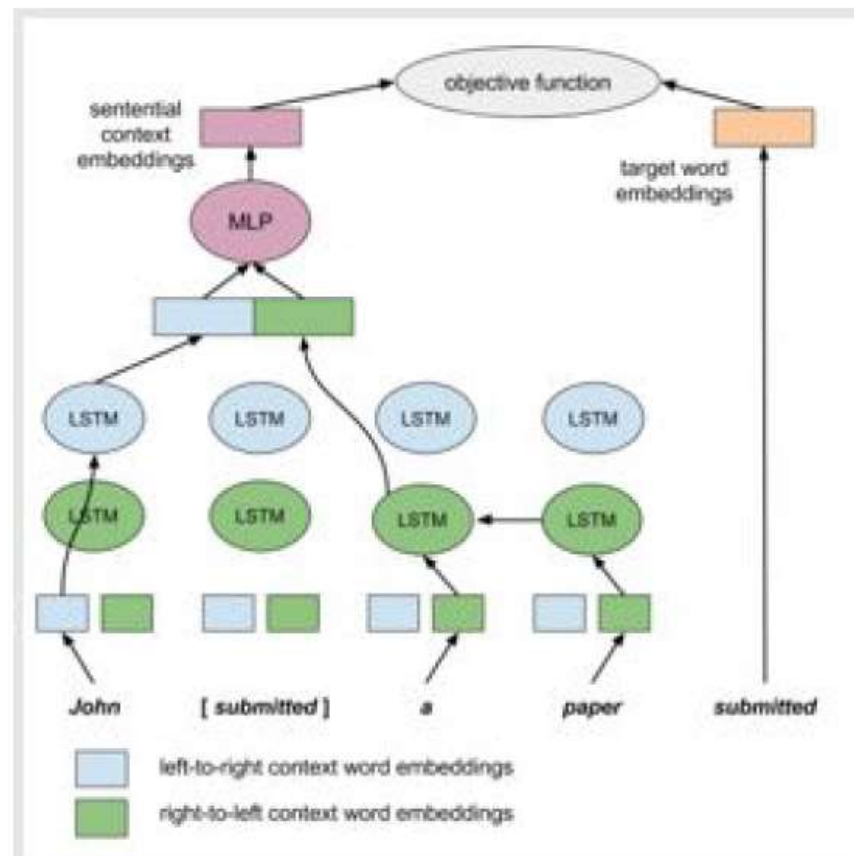 objective function
sentential
context
embeddings
target word
embeddings
MLP
LSTM LSTM LSTM LSTM
LSTM LSTM LSTM LSTM
John [ submitted ] a paper submitted
left-to-right context word embeddings
right-to-left context word embeddings